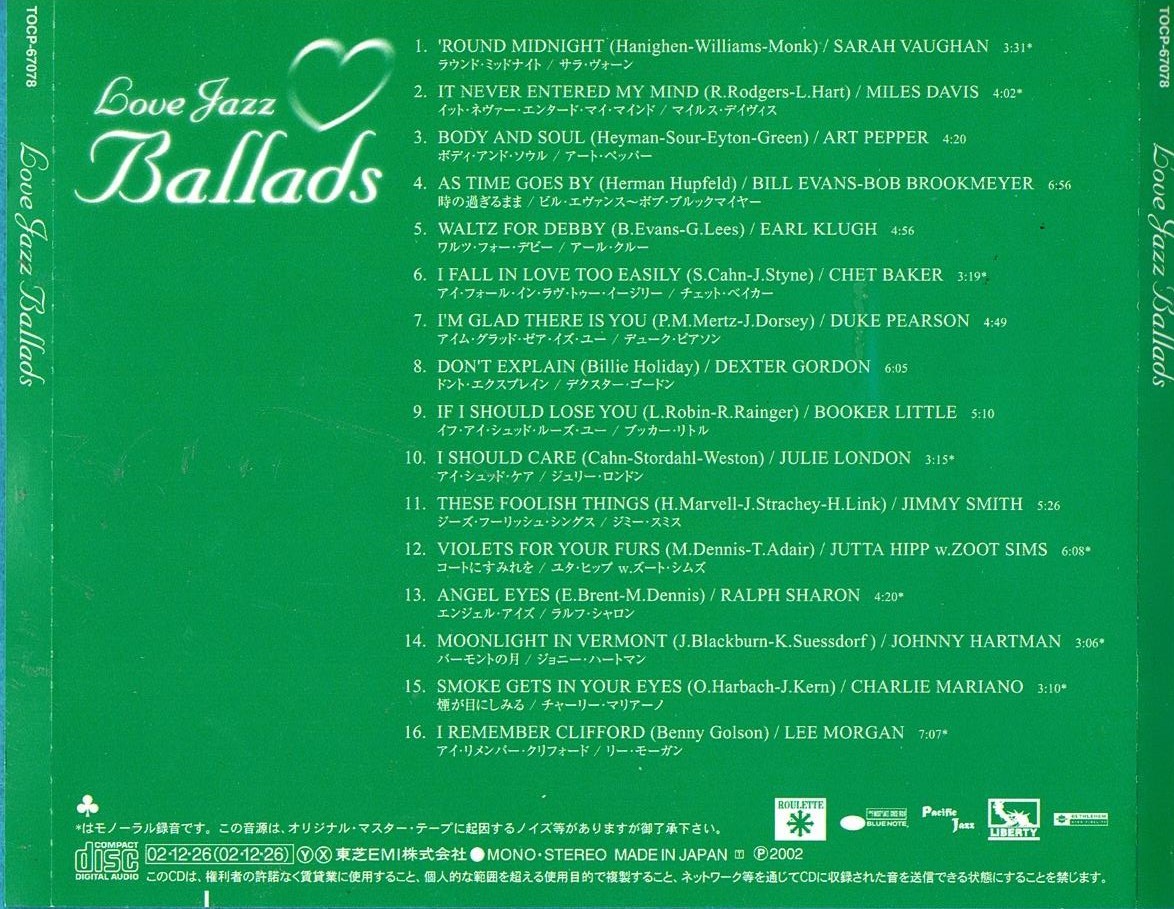 TOCP-67078
Love Jazz Ballads
Love Jazz
Ballads
1. 'ROUND MIDNIGHT (Hanighen-Williams-Monk) / SARAH VAUGHAN 3:31*
ラウンド・ミッドナイト / サラ・ヴォーン
2. IT NEVER ENTERED MY MIND (R.Rodgers-L.Hart) / MILES DAVIS 4:02*
イット・ネヴァー・エンタード・マイ・マインド / マイルス・デイヴィス
3. BODY AND SOUL (Heyman-Sour-Eyton-Green) / ART PEPPER 4:20
ボディ・アンド・ソウル / アート・ペッパー
4. AS TIME GOES BY (Herman Hupfeld) / BILL EVANS-BOB BROOKMEYER 6:56
時の過ぎるまま / ビル・エヴァンス〜ボブ・ブルックマイヤー
5. WALTZ FOR DEBBY (B.Evans-G.Lees) / EARL KLUGH 4:56
ワルツ・フォー・デビー / アール・クルー
6. I FALL IN LOVE TOO EASILY (S.Cahn-J.Styne) / CHET BAKER 3:19*
アイ・フォール・イン・ラヴ・トゥー・イージリー / チェット・ベイカー
7. I'M GLAD THERE IS YOU (P.M.Mertz-J.Dorsey) / DUKE PEARSON 4:49
アイム・グラッド・ゼア・イズ・ユー / デューク・ピアソン
8. DON'T EXPLAIN (Billie Holiday) / DEXTER GORDON 6:05
ドント・エクスプレイン / デクスター・ゴードン
9. IF I SHOULD LOSE YOU (L.Robin-R.Rainger) / BOOKER LITTLE 5:10
イフ・アイ・シュッド・ルーズ・ユー / ブッカー・リトル
10. I SHOULD CARE (Cahn-Stordahl-Weston) / JULIE LONDON 3:15*
アイ・シュッド・ケア / ジュリー・ロンドン
11. THESE FOOLISH THINGS (H.Marvell-J.Strachey-H.Link) / JIMMY SMITH 5:26
ジーズ・フーリッシュ・シングス / ジミー・スミス
12. VIOLETS FOR YOUR FURS (M.Dennis-T.Adair) / JUTTA HIPP w.ZOOT SIMS 6:08*
コートにすみれを / ユタ・ヒップ w.ズート・シムズ
13. ANGEL EYES (E.Brent-M.Dennis) / RALPH SHARON 4:20*
エンジェル・アイズ / ラルフ・シャロン
14. MOONLIGHT IN VERMONT (J.Blackburn-K.Suessdorf ) / JOHNNY HARTMAN 3:06*
バーモントの月 / ジョニー・ハートマン
15. SMOKE GETS IN YOUR EYES (O.Harbach-J.Kern) / CHARLIE MARIANO 3:10*
煙が目にしみる / チャーリー・マリアーノ
16. I REMEMBER CLIFFORD (Benny Golson) / LEE MORGAN 7:07*
アイ・リメンバー・クリフォード / リー・モーガン
ROULETTE
BLUE NOTE
Pacific
Jazz
LIBERTY
BETHLEHEM
*はモノーラル録音です。この音源は、オリジナル・マスター・テープに起因するノイズ等がありますが御了承下さい。
COMPACT
disc
DIGITAL AUDIO
02・12・26(02・12・26) Ⓨ Ⓧ 東芝EMI株式会社 ●MONO・STEREO MADE IN JAPAN ⓟ2002
このCDは、権利者の許諾なく賃貸業に使用すること、個人的な範囲を超える使用目的で複製すること、ネットワーク等を通じてCDに収録された音を送信できる状態にすることを禁じます。
TOCP-67078
Love Jazz Ballads